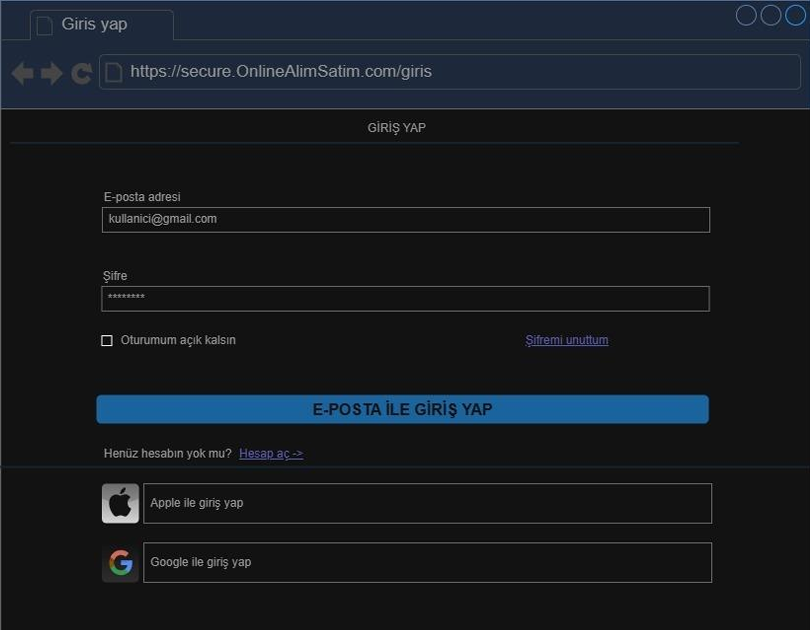 Giris yap
https://secure.OnlineAlimSatim.com/giris
GİRİŞ YAP
E-posta adresi
kullanici@gmail.com
Şifre
********
Oturumum açık kalsın
Şifremi unuttum
E-POSTA İLE GİRİŞ YAP
Henüz hesabın yok mu? Hesap aç ->
Apple ile giriş yap
Google ile giriş yap